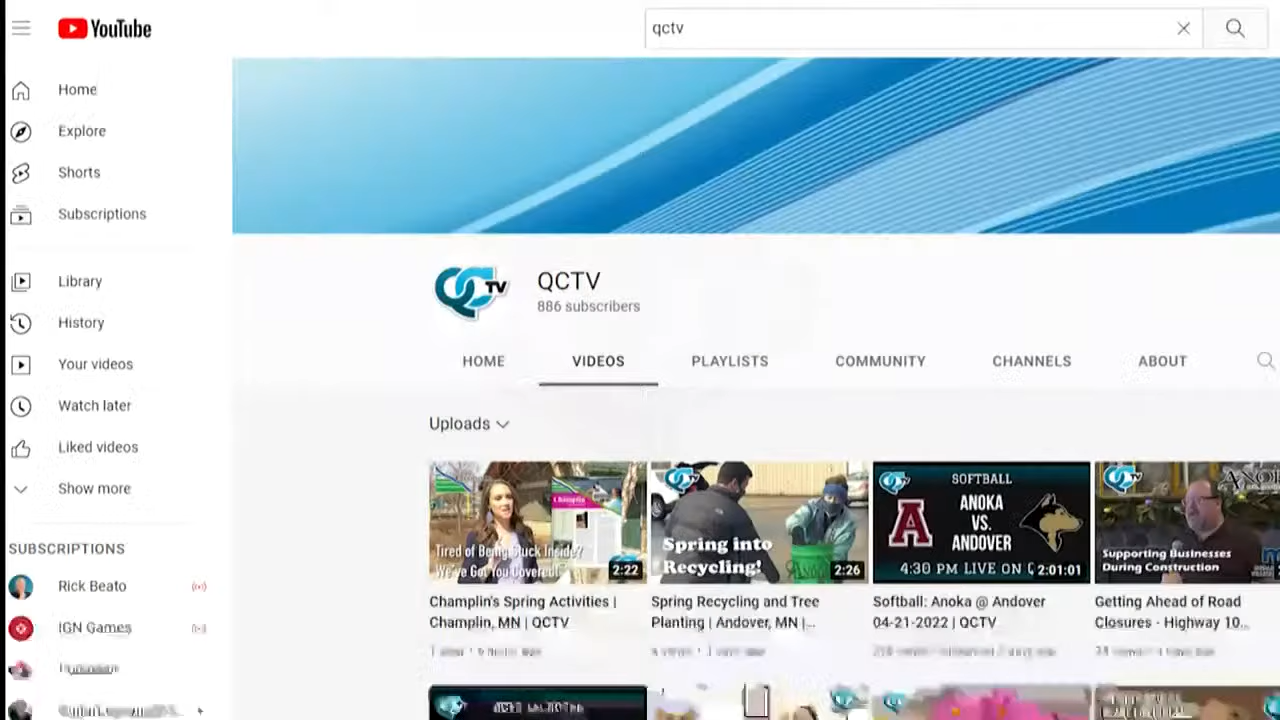 YouTube
qctv
Home
Explore
Shorts
Subscriptions
Library
History
Your videos
Watch later
Liked videos
Show more
SUBSCRIPTIONS
Rick Beato
IGN Games
QCTV
886 subscribers
HOME
VIDEOS
PLAYLISTS
COMMUNITY
CHANNELS
ABOUT
Uploads
Champlin
Tired of Being Stuck Inside?
We've Got You Covered!
2:22
Champlin's Spring Activities |
Champlin, MN | QCTV
Spring into
Recycling!
2:26
Spring Recycling and Tree
Planting | Andover, MN |...
SOFTBALL
A
ANOKA
VS.
ANDOVER
4:30 PM LIVE ON
2:01:01
Softball: Anoka @ Andover
04-21-2022 | QCTV
Supporting Businesses
During Construction
Getting Ahead of Road
Closures - Highway 10...